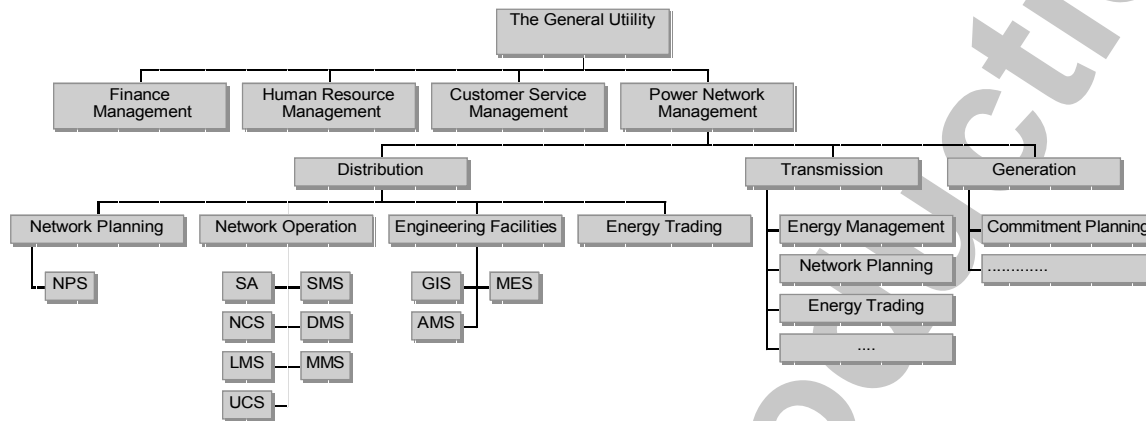 The General Utiility
Finance
Management
Human Resource
Management
Customer Service
Management
Power Network
Management
Distribution
Transmission
Generation
Network Planning
Network Operation
Engineering Facilities
Energy Trading
Energy Management
Commitment Planning
NPS
SA
SMS
GIS
MES
Network Planning
.............
NCS
DMS
AMS
Energy Trading
LMS
MMS
....
UCS